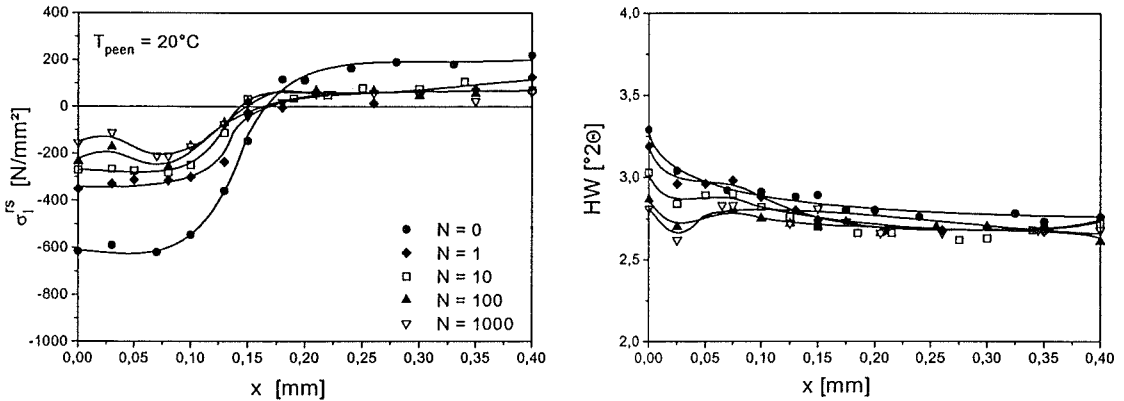 400
200
0
-200
-400
-600
-800
-1000
σ₁ʳˢ [N/mm²]
T peen = 20°C
N = 0
N = 1
N = 10
N = 100
N = 1000
0,00 0,05 0,10 0,15 0,20 0,25 0,30 0,35 0,40
x [mm]
4,0
3,5
3,0
2,5
2,0
HW [°2Θ]
0,00 0,05 0,10 0,15 0,20 0,25 0,30 0,35 0,40
x [mm]